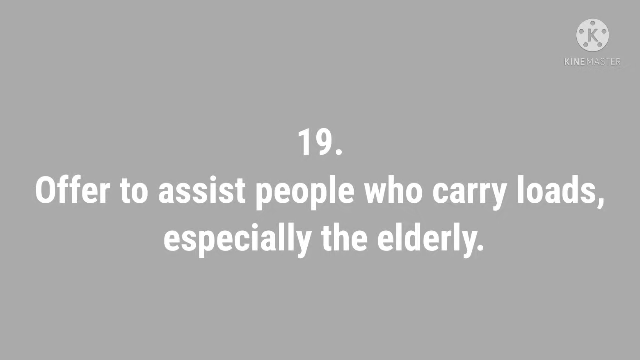 KINEMASTER
19.
Offer to assist people who carry loads,
especially the elderly.